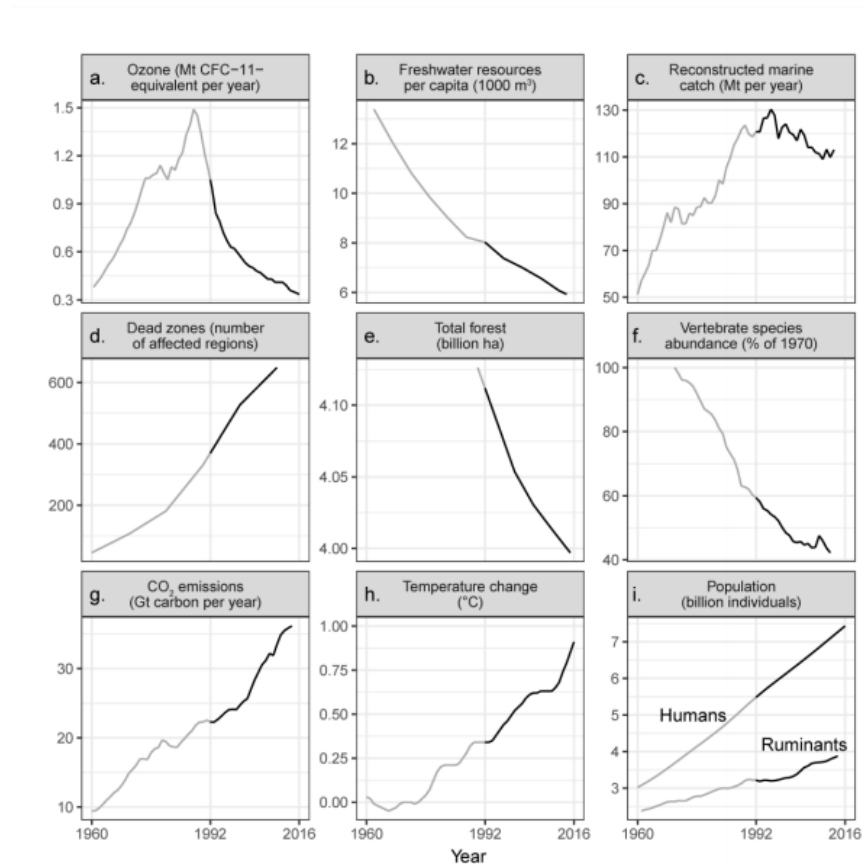 a. Ozone (Mt CFC−11−
equivalent per year)
1.5
1.2
0.9
0.6
0.3
b. Freshwater resources
per capita (1000 m³)
12
10
8
6
c. Reconstructed marine
catch (Mt per year)
130
110
90
70
50
d. Dead zones (number
of affected regions)
600
400
200
e. Total forest
(billion ha)
4.10
4.05
4.00
f. Vertebrate species
abundance (% of 1970)
100
80
60
40
g. CO₂ emissions
(Gt carbon per year)
30
20
10
1960 1992 2016
h. Temperature change
(°C)
1.00
0.75
0.50
0.25
0.00
1960 1992 2016
i. Population
(billion individuals)
7
6
5
4
3
Humans
Ruminants
1960 1992 2016
Year